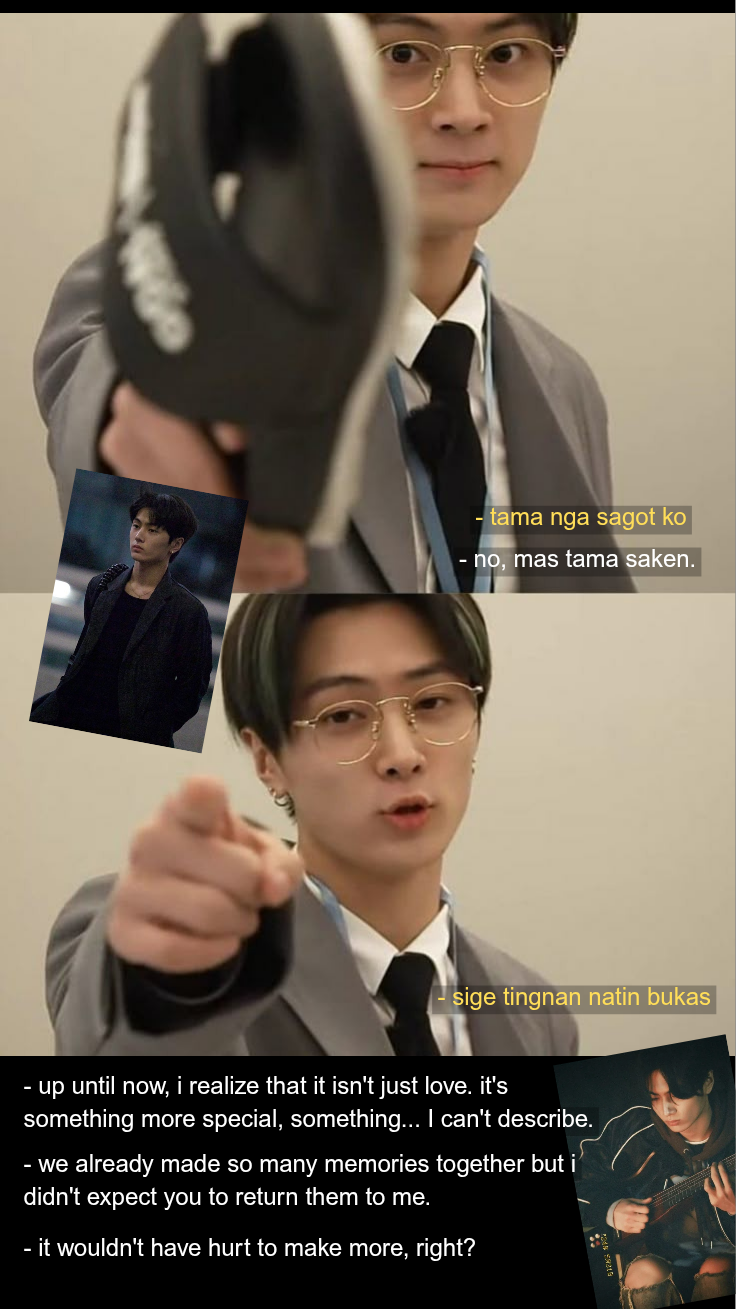 - tama nga sagot ko
- no, mas tama saken.
- sige tingnan natin bukas
- up until now, i realize that it isn't just love. it's
something more special, something... I can't describe.
- we already made so many memories together but i
didn't expect you to return them to me.
- it wouldn't have hurt to make more, right?